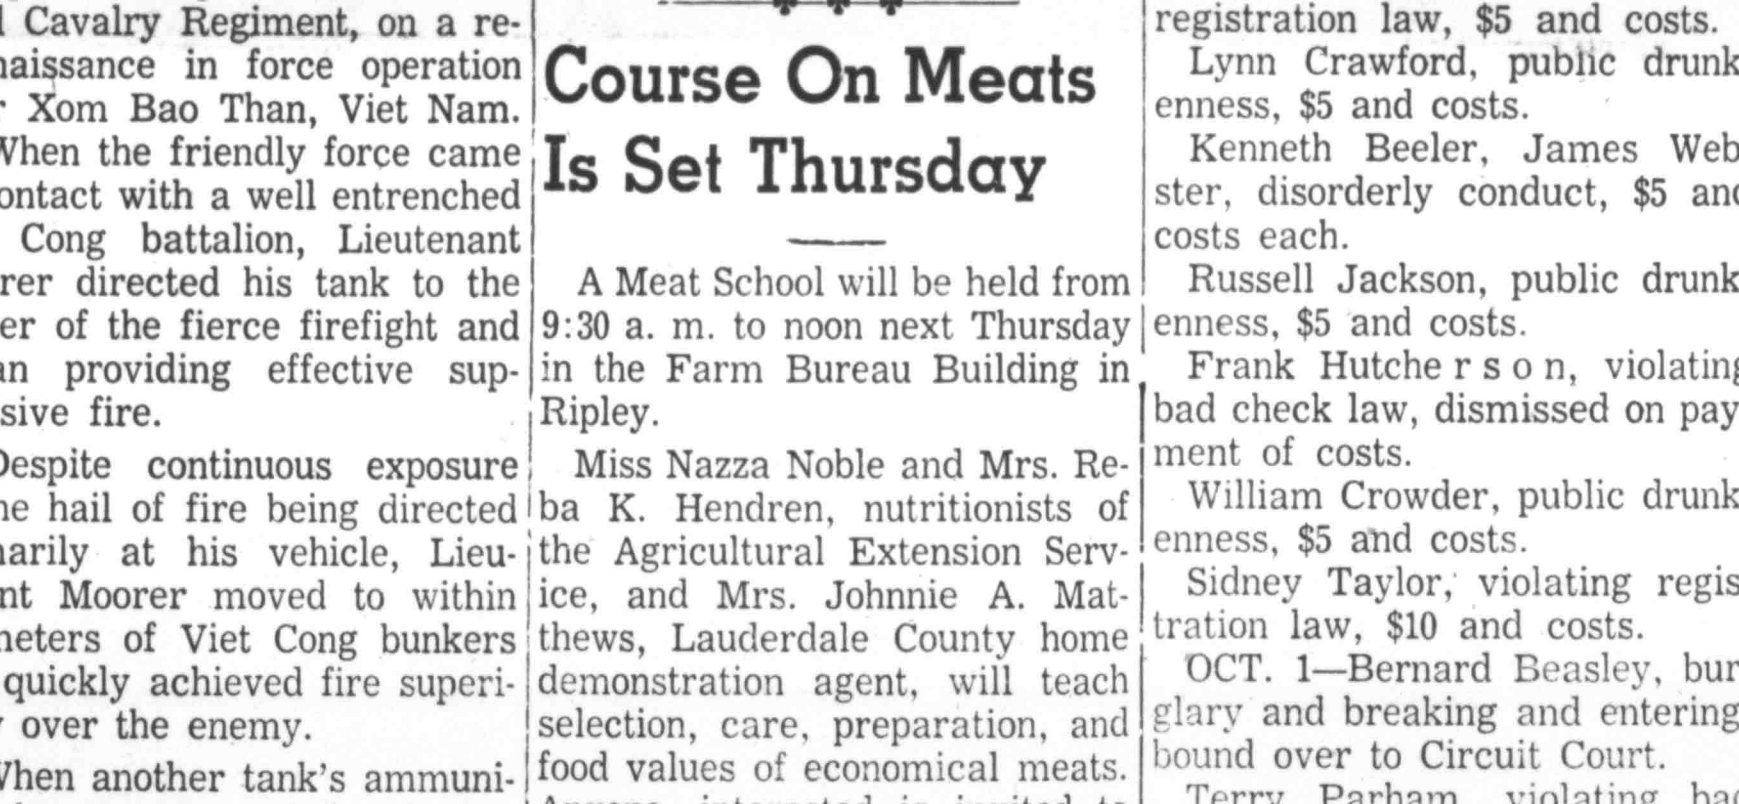 Cavalry Regiment, on a re-
naissance in force operation
Xom Bao Than, Viet Nam.
When the friendly force came
contact with a well entrenched
Cong battalion, Lieutenant
rer directed his tank to the
er of the fierce firefight and
an providing effective sup-
sive fire.
Despite continuous exposure
he hail of fire being directed
marily at his vehicle, Lieu-
nt Moorer moved to within
meters of Viet Cong bunkers
quickly achieved fire superi-
over the enemy.
When another tank's ammuni-
Course On Meats
Is Set Thursday
A Meat School will be held from
9:30 a. m. to noon next Thursday
in the Farm Bureau Building in
Ripley.
Miss Nazza Noble and Mrs. Re-
ba K. Hendren, nutritionists of
the Agricultural Extension Serv-
ice, and Mrs. Johnnie A. Mat-
thews, Lauderdale County home
demonstration agent, will teach
selection, care, preparation, and
food values of economical meats.
Anyone interested is invited to
registration law, $5 and costs.
Lynn Crawford, public drunk
enness, $5 and costs.
Kenneth Beeler, James Web
ster, disorderly conduct, $5 and
costs each.
Russell Jackson, public drunk
enness, $5 and costs.
Frank Hutche r s o n, violating
bad check law, dismissed on pay
ment of costs.
William Crowder, public drunk
enness, $5 and costs.
Sidney Taylor, violating regis
tration law, $10 and costs.
OCT. 1—Bernard Beasley, bur
glary and breaking and entering
bound over to Circuit Court.
Terry Parham, violating bad